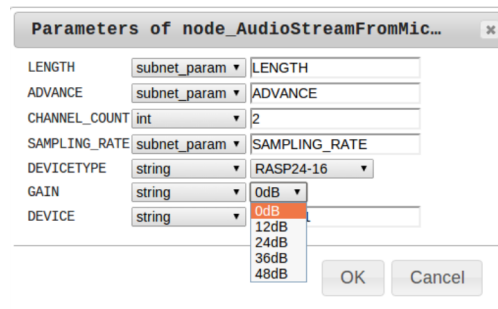 Parameters of node_AudioStreamFromMic…
LENGTH subnet_param LENGTH
ADVANCE subnet_param ADVANCE
CHANNEL_COUNT int 2
SAMPLING_RATE subnet_param SAMPLING_RATE
DEVICETYPE string RASP24-16
GAIN string 0dB
DEVICE string
0dB
12dB
24dB
36dB
48dB
OK Cancel